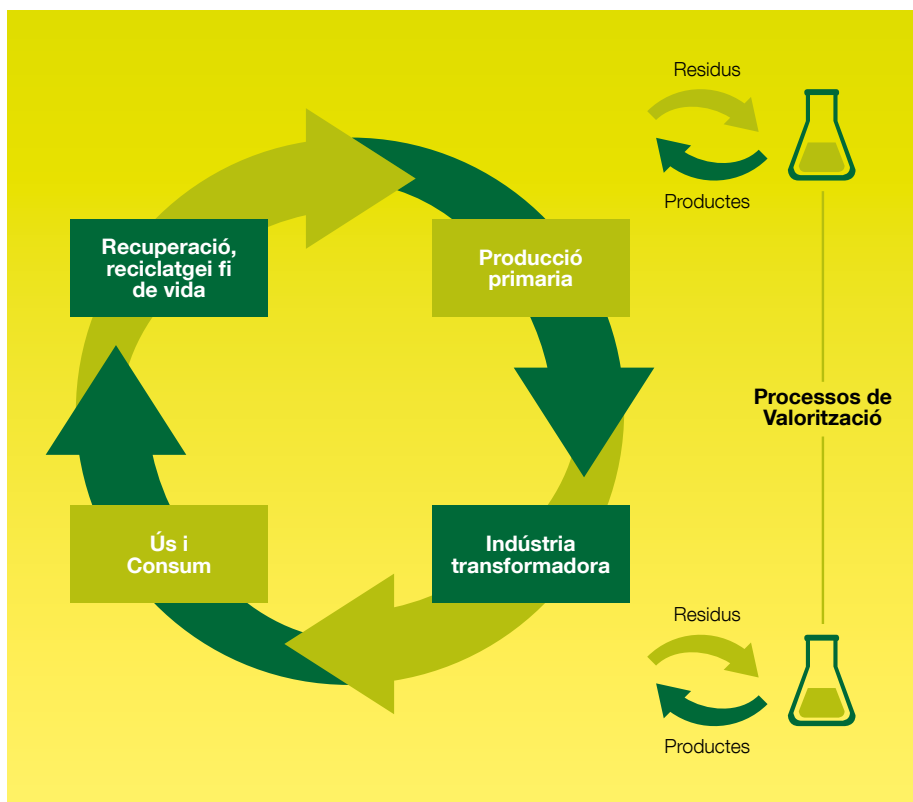 Residus
Productes
Recuperació,
reciclatgei fi
de vida
Producció
primaria
Processos de
Valorització
Ús i
Consum
Indústria
transformadora
Residus
Productes